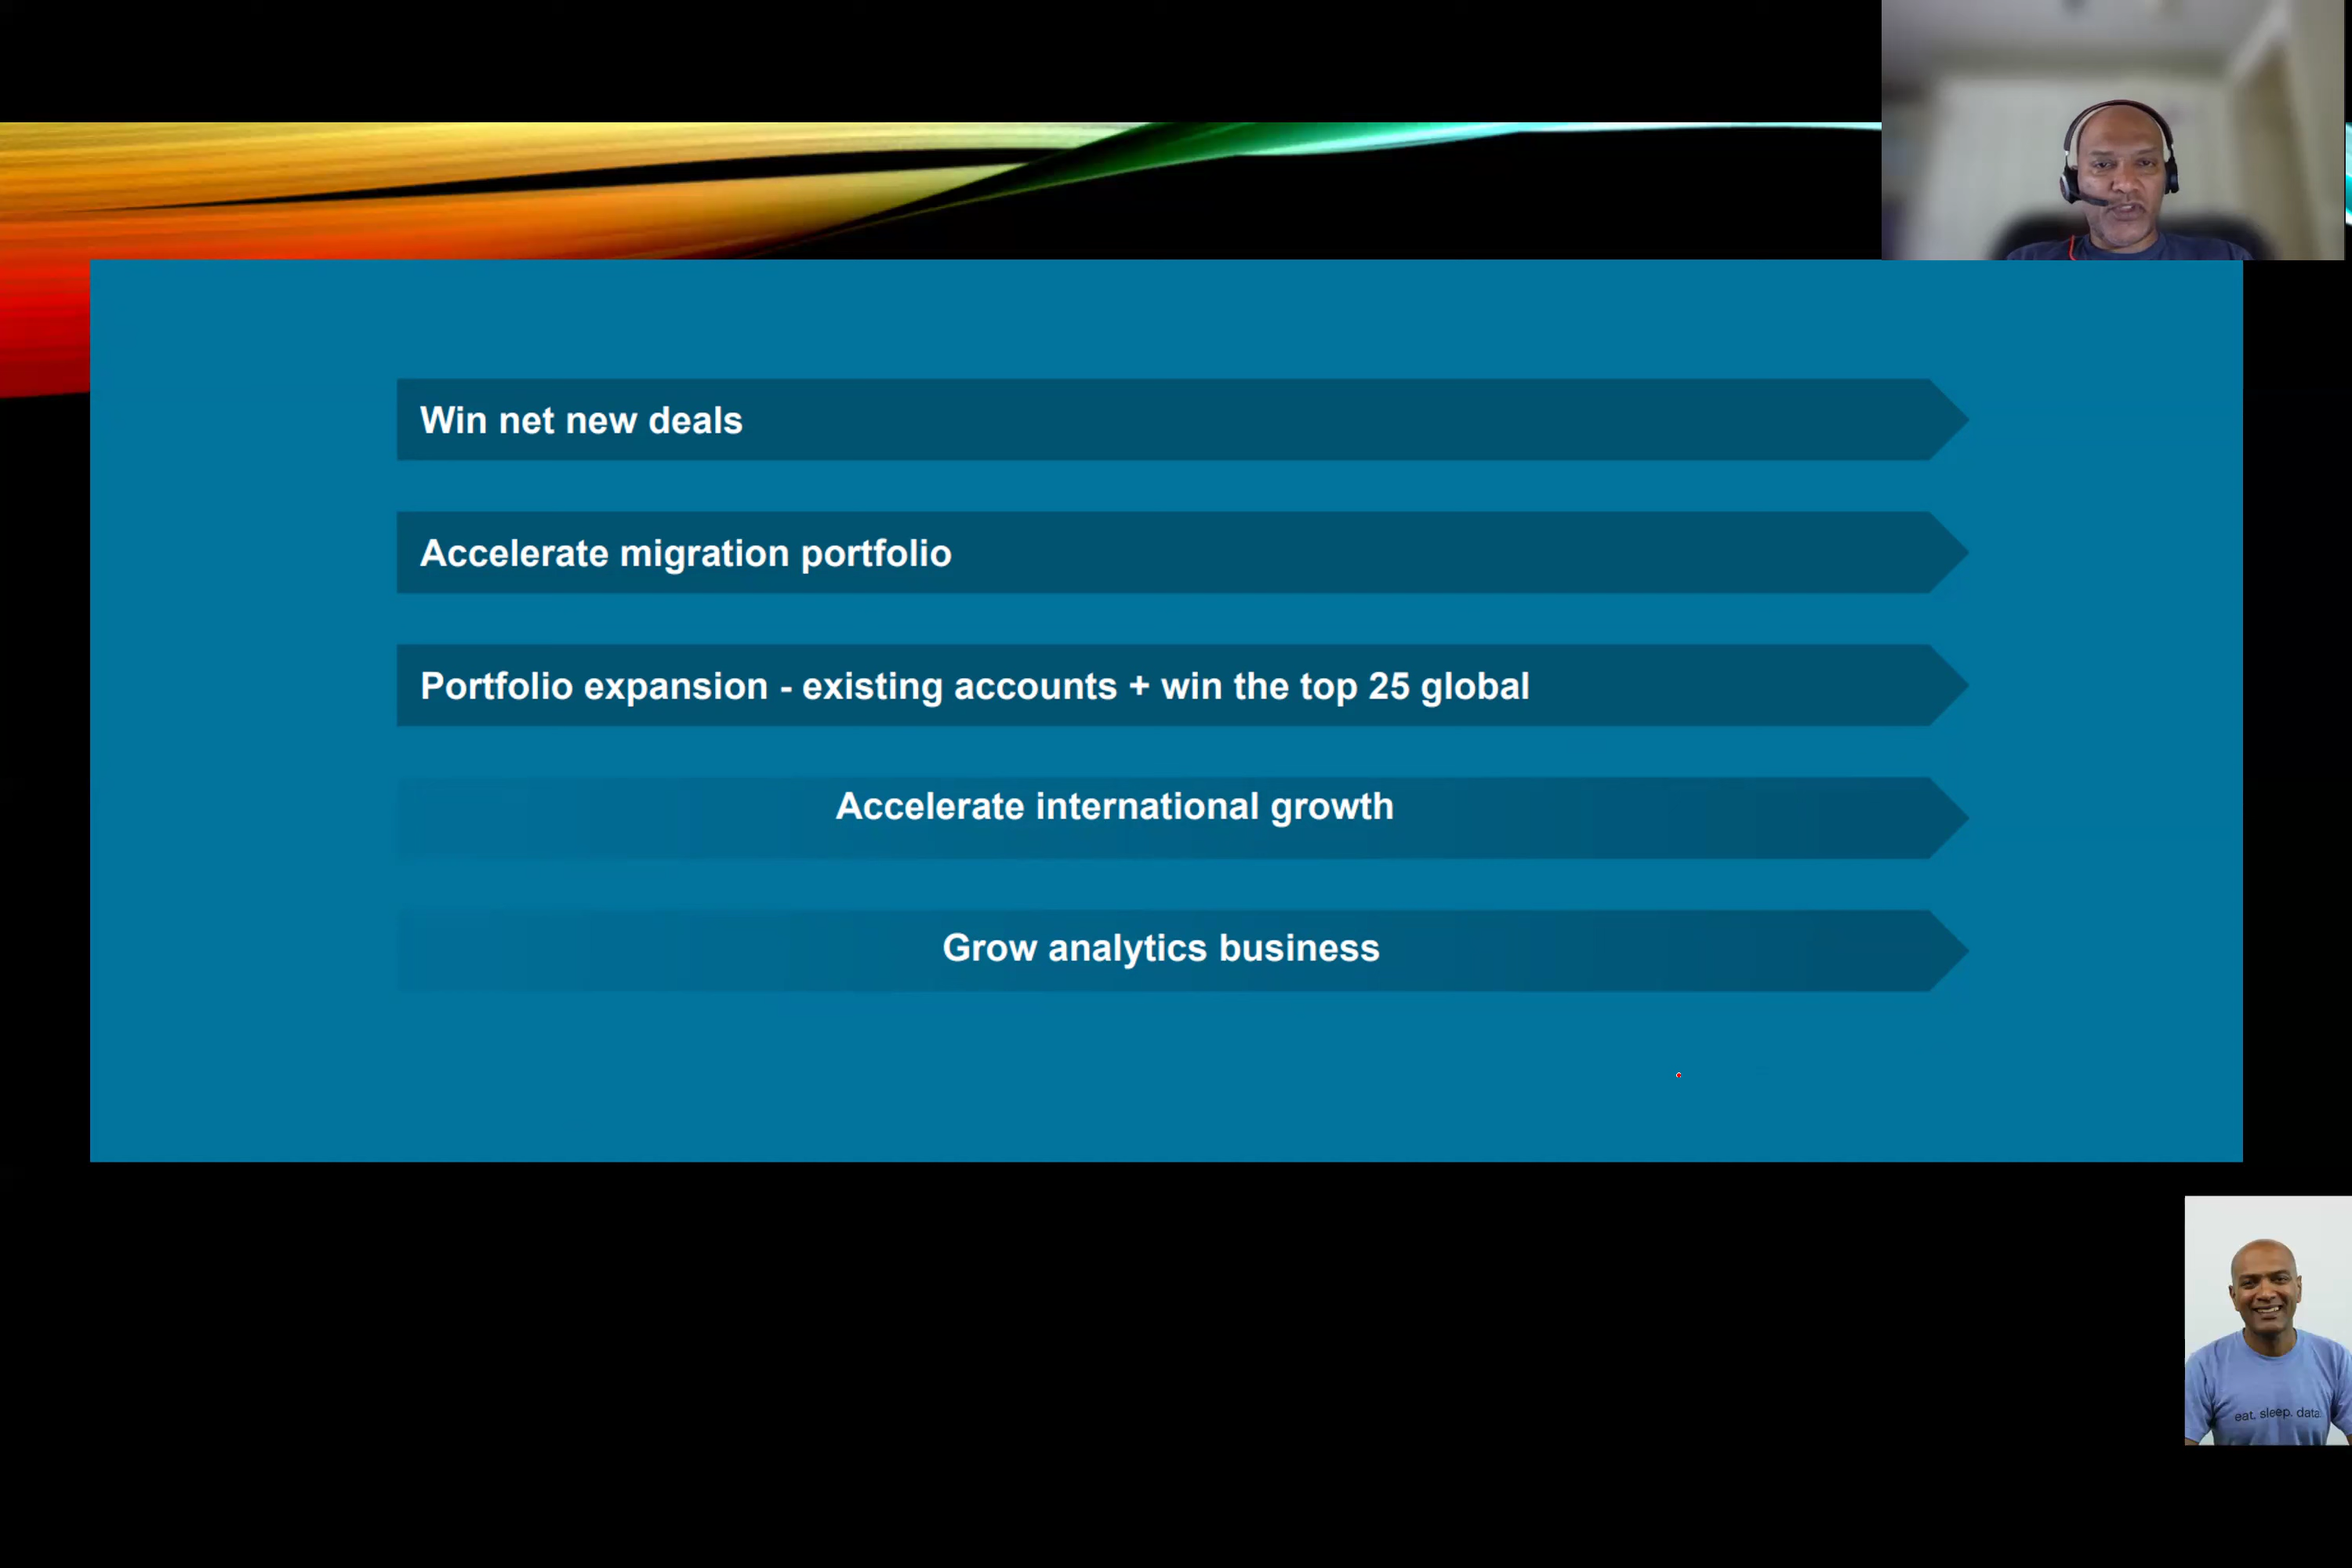 Win net new deals
Accelerate migration portfolio
Portfolio expansion - existing accounts + win the top 25 global
Accelerate international growth
Grow analytics business
eat. sleep. data